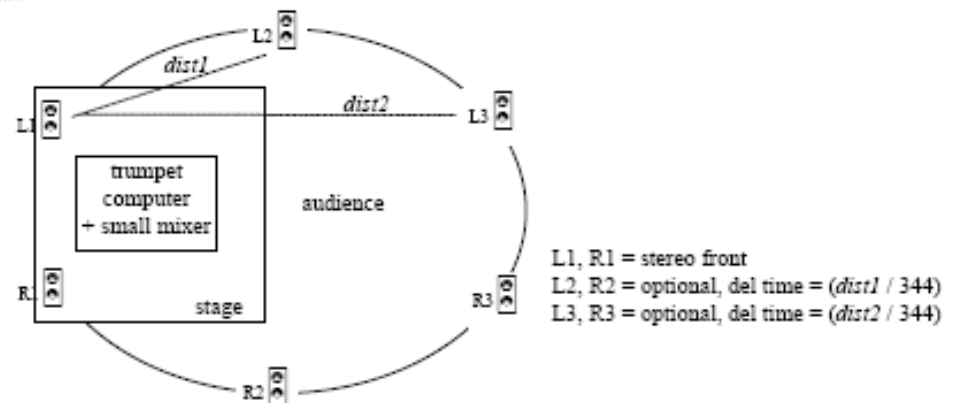 L2
dist1
dist2
L1
L3
trumpet
computer
+ small mixer
audience
R1
stage
R3
R2
L1, R1 = stereo front
L2, R2 = optional, del time = (dist1 / 344)
L3, R3 = optional, del time = (dist2 / 344)